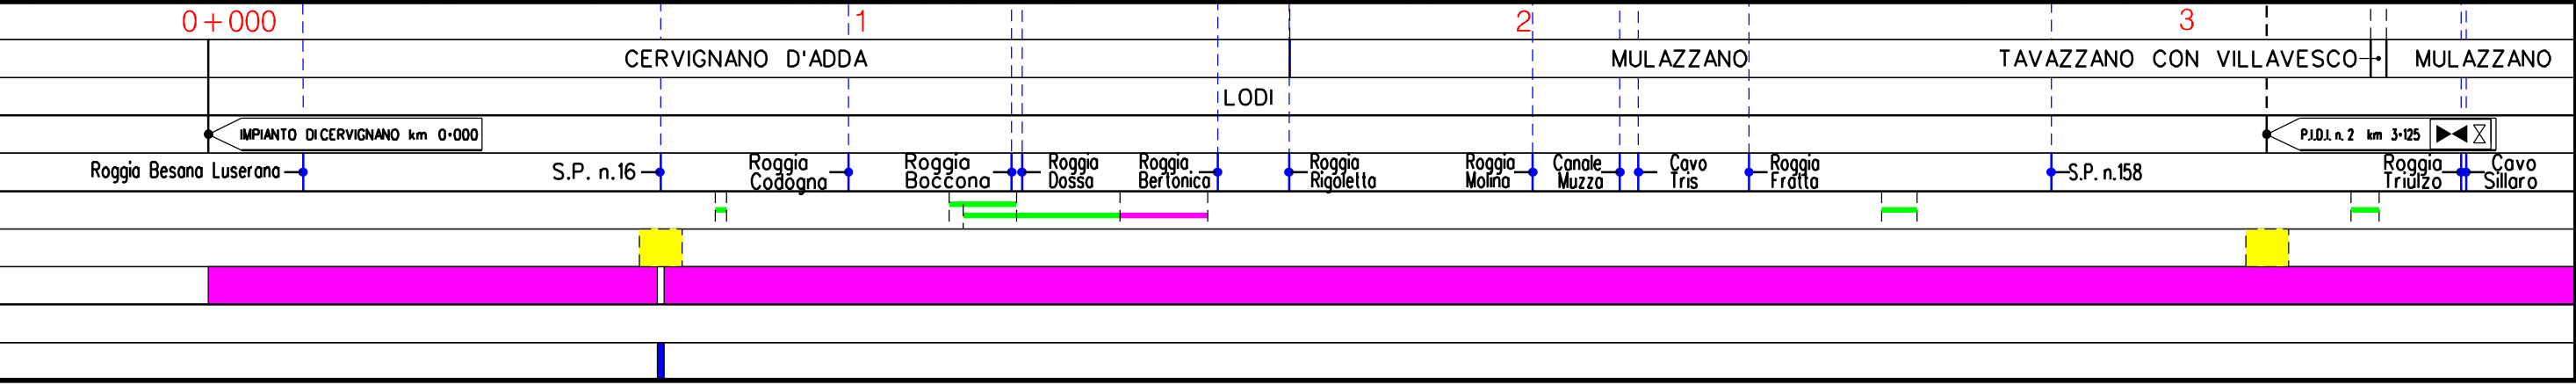 0+000 1 2 3
CERVIGNANO D'ADDA MULAZZANO TAVAZZANO CON VILLAVESCO MULAZZANO
LODI
IMPIANTO DI CERVIGNANO km 0+000 P.I.D.I. n. 2 km 3+125
Roggia Besana Luserana
S.P. n.16
Roggia
Codogna
Roggia
Boccona
Roggia
Dossa
Roggia
Bertonica
Roggia
Rigoletta
Roggia
Molina
Canale
Muzza
Cavo
Tris
Roggia
Fratta
S.P. n.158
Roggia
Triulzo
Cavo
Sillaro